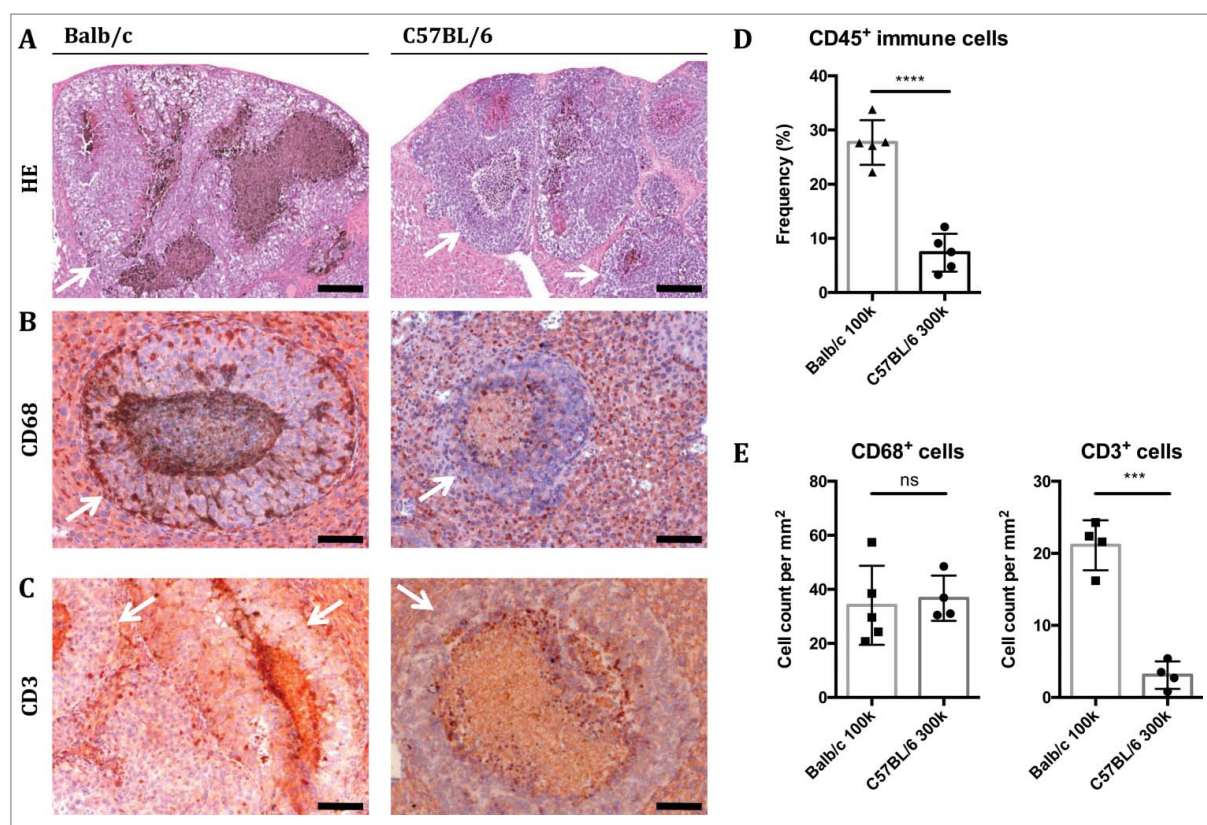 A
Balb/c
C57BL/6
HE
B
CD68
C
CD3
D
CD45+ immune cells
****
Frequency (%)
40
30
20
10
0
Balb/c 100k
C57BL/6 300k
E
CD68+ cells
ns
Cell count per mm2
80
60
40
20
0
Balb/c 100k
C57BL/6 300k
CD3+ cells
***
Cell count per mm2
30
20
10
0
Balb/c 100k
C57BL/6 300k